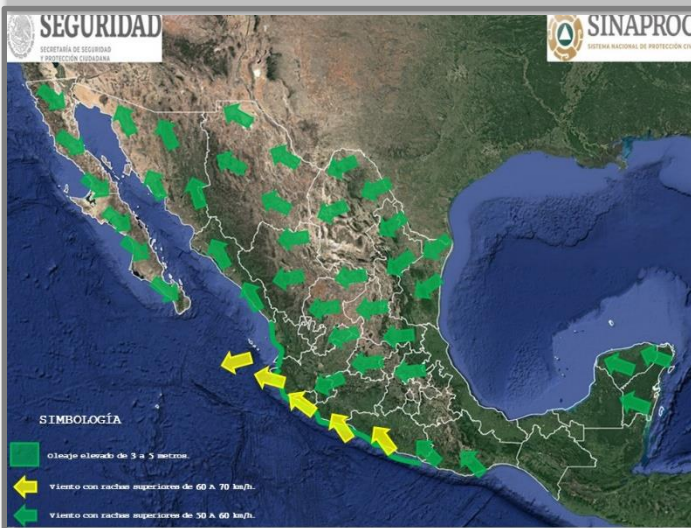 SEGURIDAD
SECRETARÍA DE SEGURIDAD
Y PROTECCIÓN CIUDADANA
SINAPROC
SISTEMA NACIONAL DE PROTECCIÓN CI
SIMBOLOGÍA
Oleaje elevado de 3 a 5 metros.
Viento con rachas superiores de 60 A 70 km/h.
Viento con rachas superiores de 50 A 60 km/h.